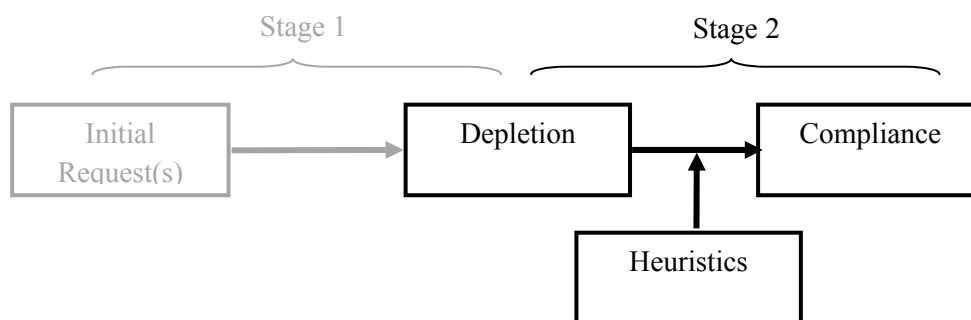 Stage 1
Stage 2
Initial
Request(s)
Depletion
Compliance
Heuristics